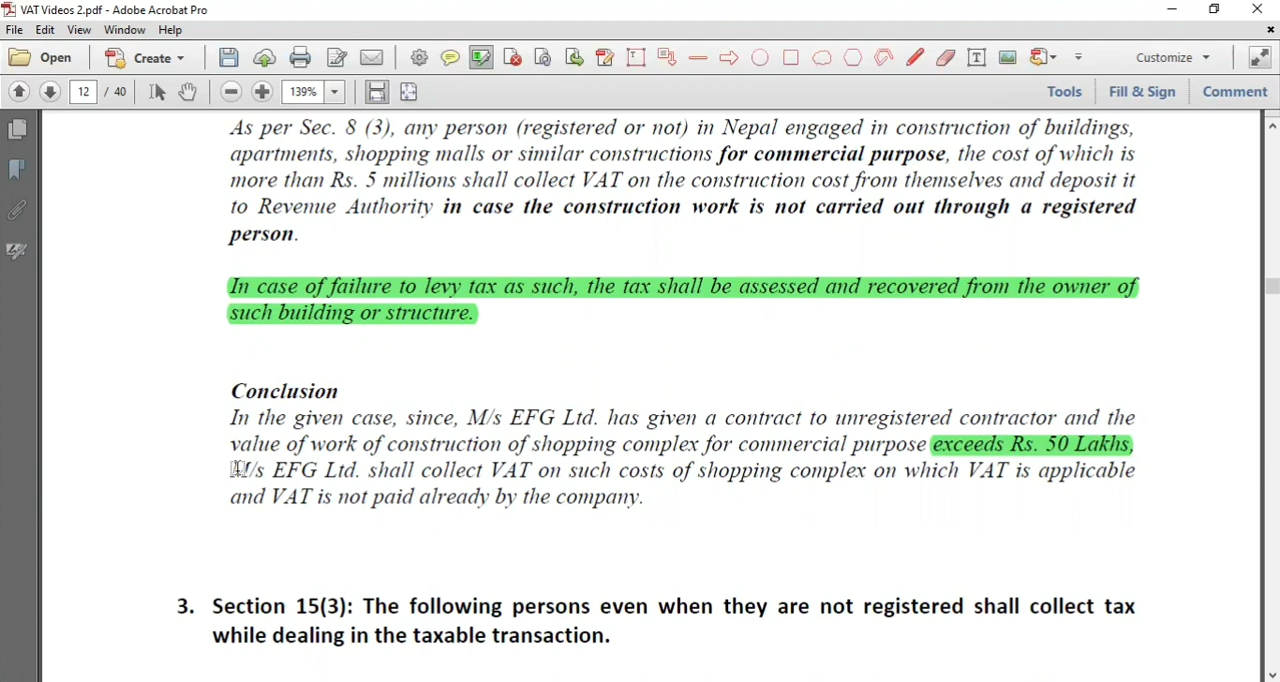 VAT Videos 2.pdf - Adobe Acrobat Pro
File Edit View Window Help
Open Create Customize
12 / 40 139% Tools Fill & Sign Comment
As per Sec. 8 (3), any person (registered or not) in Nepal engaged in construction of buildings,
apartments, shopping malls or similar constructions for commercial purpose, the cost of which is
more than Rs. 5 millions shall collect VAT on the construction cost from themselves and deposit it
to Revenue Authority in case the construction work is not carried out through a registered
person.
In case of failure to levy tax as such, the tax shall be assessed and recovered from the owner of
such building or structure.
Conclusion
In the given case, since, M/s EFG Ltd. has given a contract to unregistered contractor and the
value of work of construction of shopping complex for commercial purpose exceeds Rs. 50 Lakhs,
M/s EFG Ltd. shall collect VAT on such costs of shopping complex on which VAT is applicable
and VAT is not paid already by the company.
3. Section 15(3): The following persons even when they are not registered shall collect tax
while dealing in the taxable transaction.